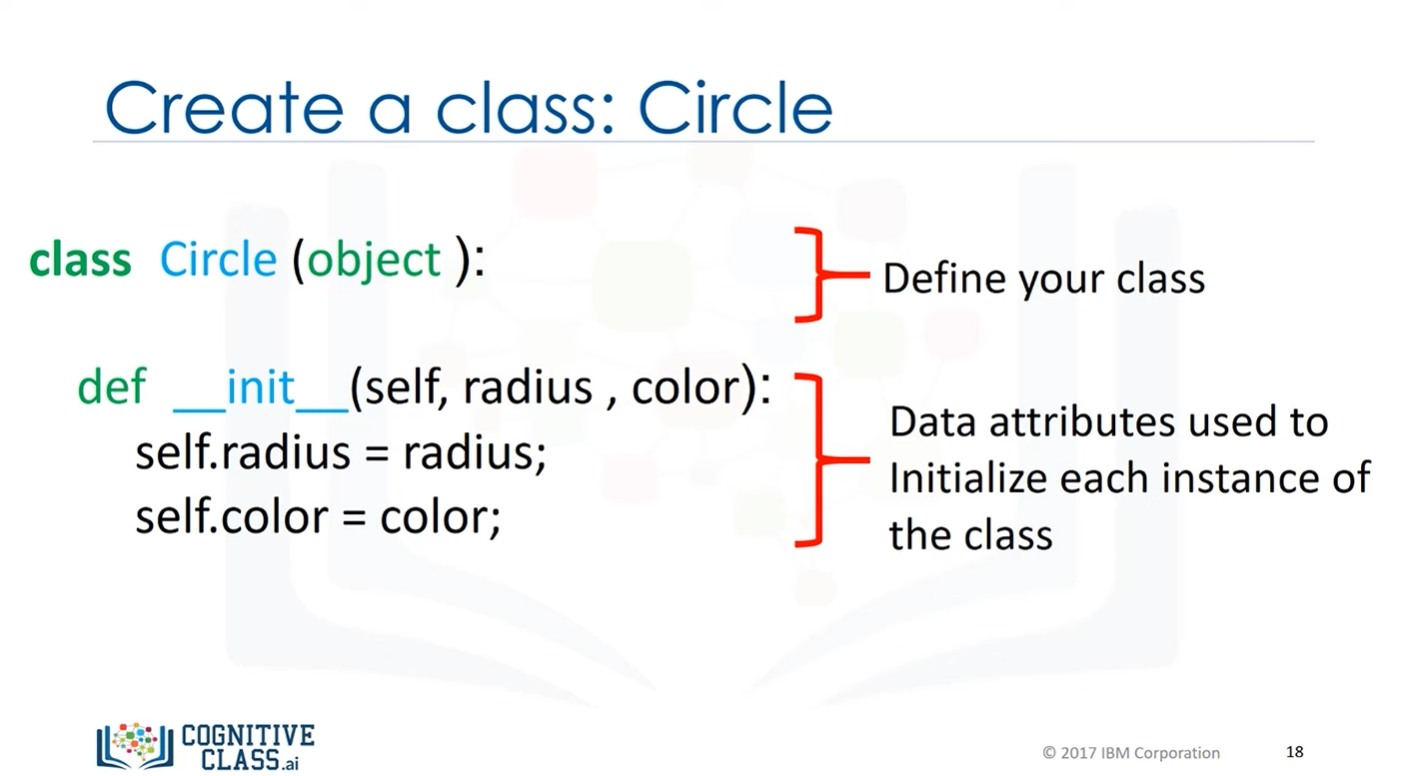 Create a class: Circle
class Circle (object ):
Define your class
def __init__(self, radius , color):
self.radius = radius;
self.color = color;
Data attributes used to
Initialize each instance of
the class
COGNITIVE
CLASS.ai
© 2017 IBM Corporation
18